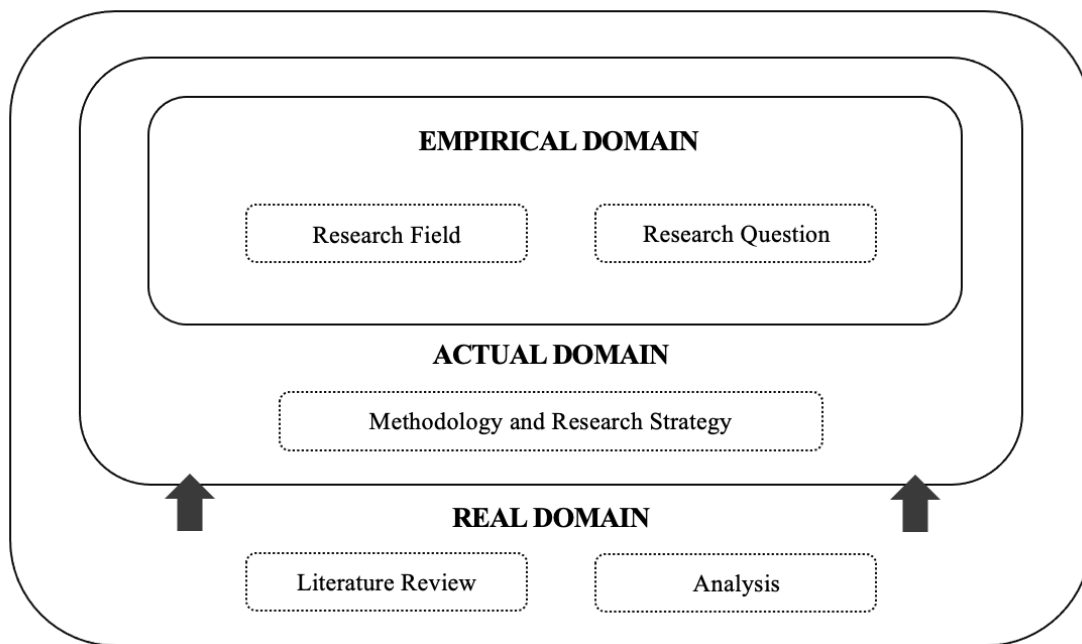 EMPIRICAL DOMAIN
Research Field
Research Question
ACTUAL DOMAIN
Methodology and Research Strategy
REAL DOMAIN
Literature Review
Analysis